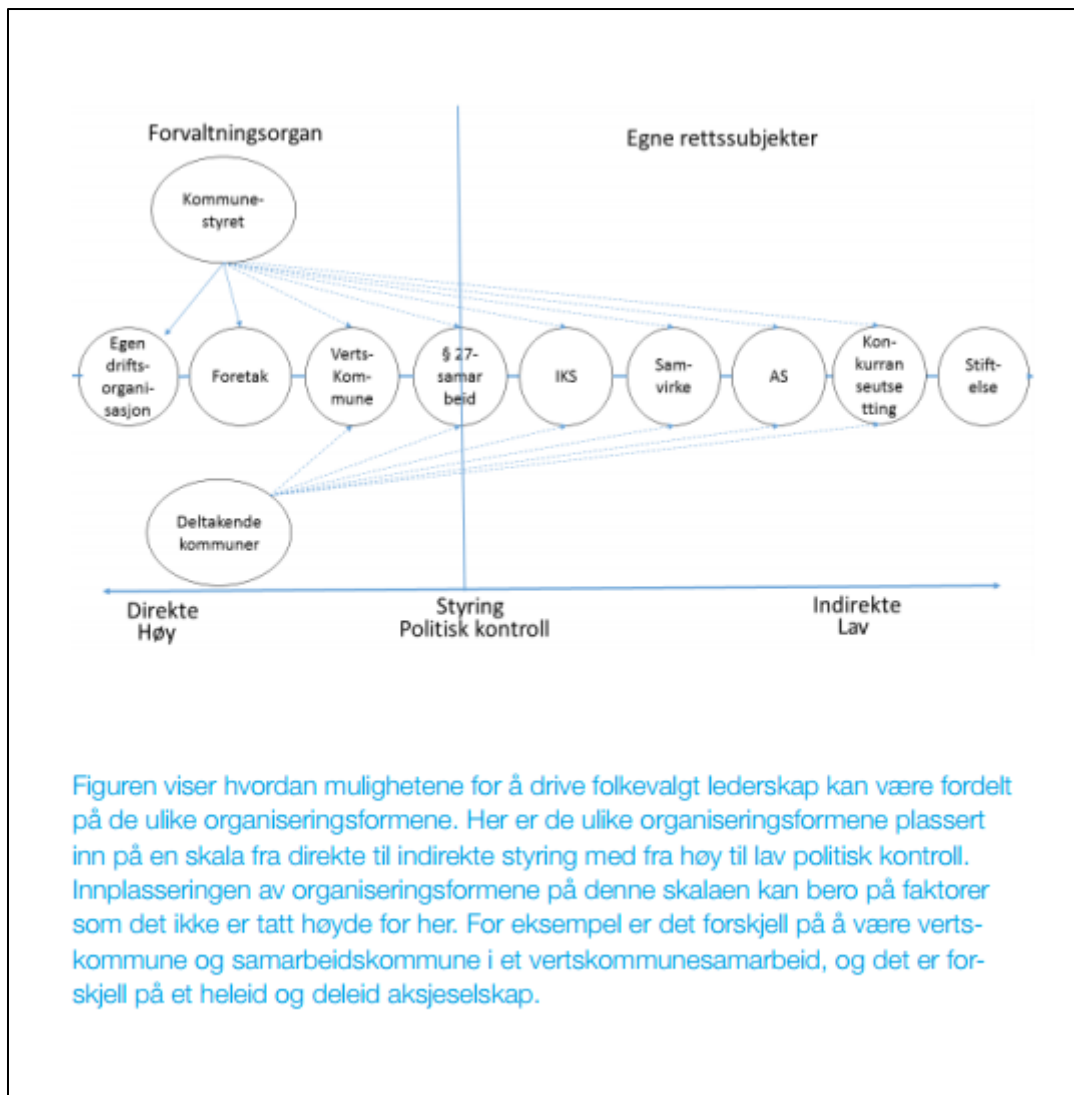 Forvaltningsorgan
Egne rettssubjekter
Kommune-
styret
Egen
drifts-
organi-
sasjon
Foretak
Verts-
Kom-
mune
§ 27-
samar
beid
IKS
Sam-
virke
AS
Kon-
kurran
seutse
tting
Stift-
else
Deltakende
kommuner
Direkte
Høy
Styring
Politisk kontroll
Indirekte
Lav
Figuren viser hvordan mulighetene for å drive folkevalgt lederskap kan være fordelt
på de ulike organiseringsformene. Her er de ulike organiseringsformene plassert
inn på en skala fra direkte til indirekte styring med fra høy til lav politisk kontroll.
Innplasseringen av organiseringsformene på denne skalaen kan bero på faktorer
som det ikke er tatt høyde for her. For eksempel er det forskjell på å være verts-
kommune og samarbeidskommune i et vertskommunesamarbeid, og det er for-
skjell på et heleid og deleid aksjeselskap.